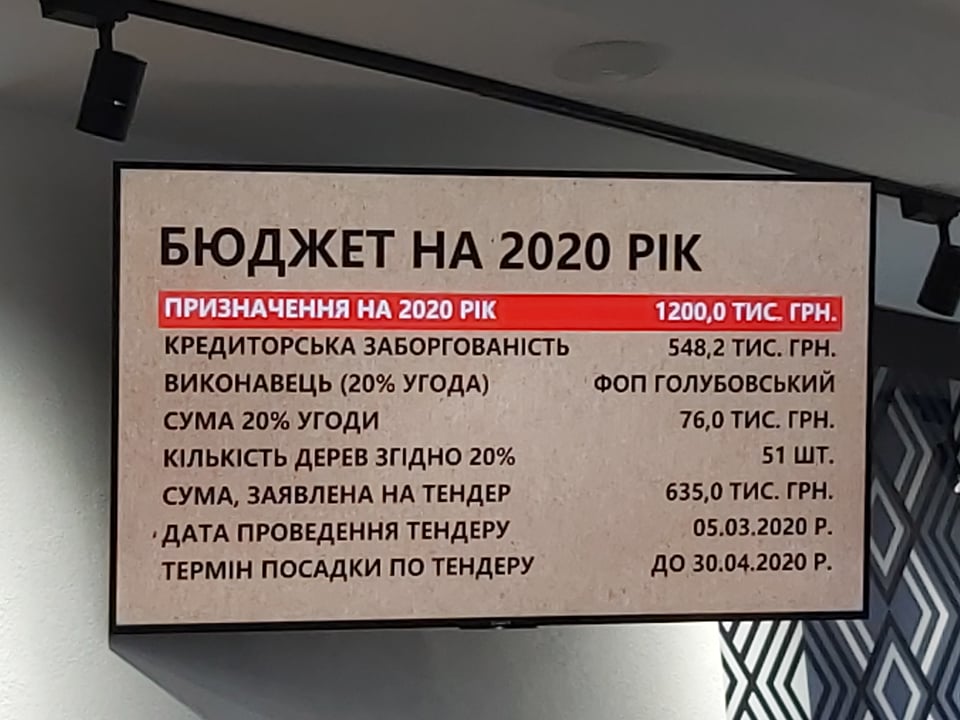 БЮДЖЕТ НА 2020 РІК
ПРИЗНАЧЕННЯ НА 2020 РІК 1200,0 ТИС. ГРН.
КРЕДИТОРСЬКА ЗАБОРГОВАНІСТЬ 548,2 ТИС. ГРН.
ВИКОНАВЕЦЬ (20% УГОДА) ФОП ГОЛУБОВСЬКИЙ
СУМА 20% УГОДИ 76,0 ТИС. ГРН.
КІЛЬКІСТЬ ДЕРЕВ ЗГІДНО 20% 51 ШТ.
СУМА, ЗАЯВЛЕНА НА ТЕНДЕР 635,0 ТИС. ГРН.
ДАТА ПРОВЕДЕННЯ ТЕНДЕРУ 05.03.2020 Р.
ТЕРМІН ПОСАДКИ ПО ТЕНДЕРУ ДО 30.04.2020 Р.